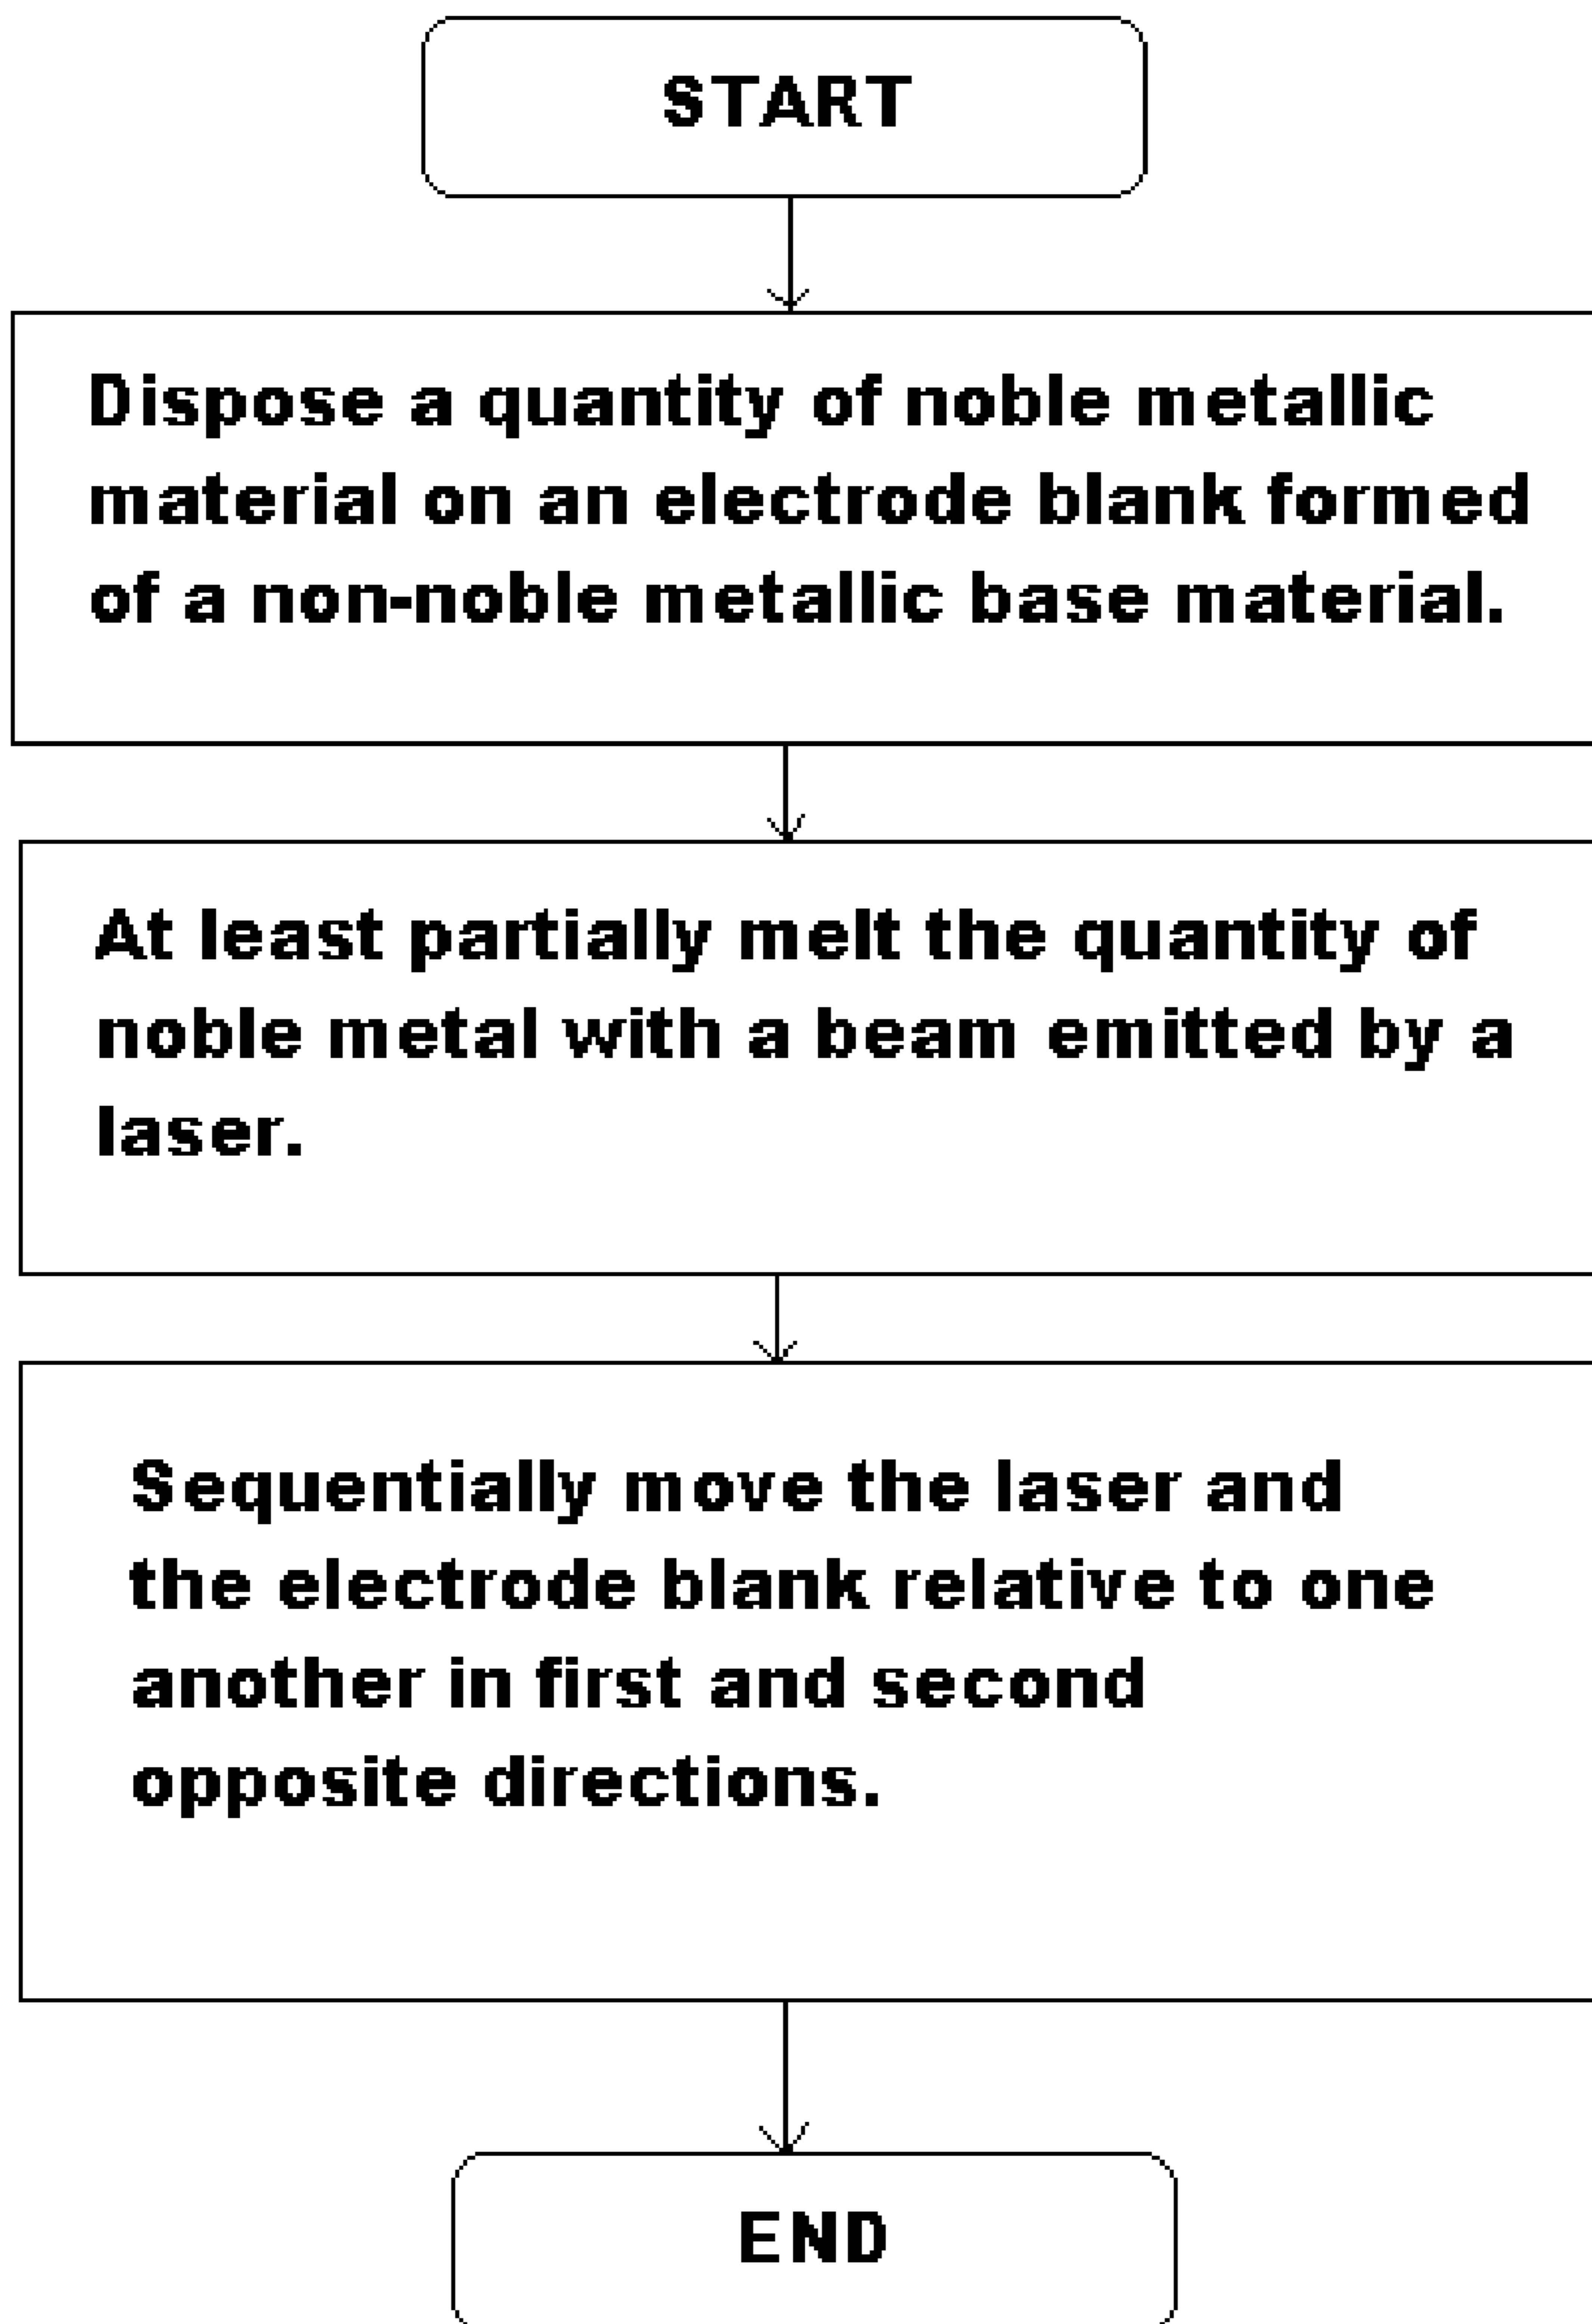 START
Dispose a quantity of noble metallic
material on an electrode blank formed
of a non-noble metallic base material.
At least partially melt the quantity of
noble metal with a beam emitted by a
laser.
Sequentially move the laser and
the electrode blank relative to one
another in first and second
opposite directions.
END